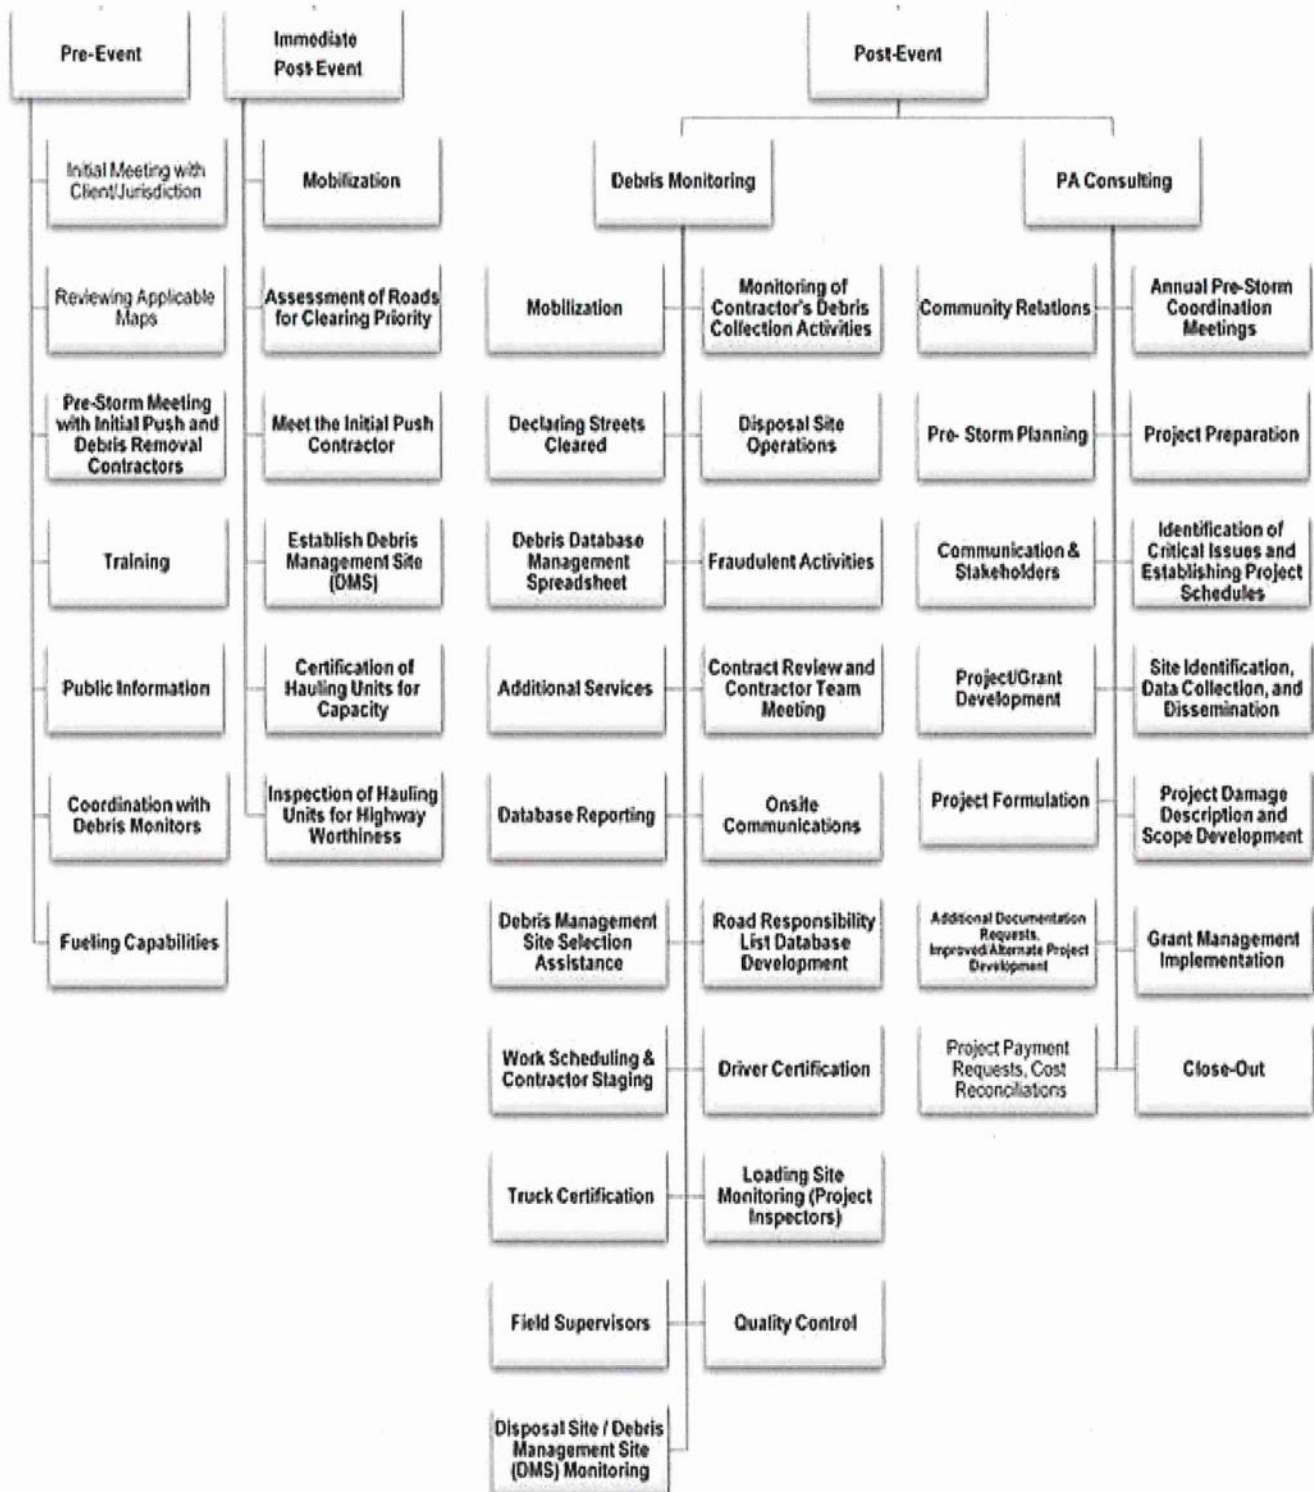 Pre-Event
Immediate
Post Event
Post-Event
Initial Meeting with
Client/Jurisdiction
Mobilization
Debris Monitoring
PA Consulting
Reviewing Applicable
Maps
Assessment of Roads
for Clearing Priority
Mobilization
Monitoring of
Contractor's Debris
Collection Activities
Community Relations
Annual Pre-Storm
Coordination
Meetings
Pre-Storm Meeting
with Initial Push and
Debris Removal
Contractors
Meet the Initial Push
Contractor
Declaring Streets
Cleared
Disposal Site
Operations
Pre- Storm Planning
Project Preparation
Training
Establish Debris
Management Site
(DMS)
Debris Database
Management
Spreadsheet
Fraudulent Activities
Communication &
Stakeholders
Identification of
Critical Issues and
Establishing Project
Schedules
Public Information
Certification of
Hauling Units for
Capacity
Additional Services
Contract Review and
Contractor Team
Meeting
Project/Grant
Development
Site Identification,
Data Collection, and
Dissemination
Coordination with
Debris Monitors
Inspection of Hauling
Units for Highway
Worthiness
Database Reporting
Onsite
Communications
Project Formulation
Project Damage
Description and
Scope Development
Fueling Capabilities
Debris Management
Site Selection
Assistance
Road Responsibility
List Database
Development
Additional Documentation
Requests,
Improved/Alternate Project
Development
Grant Management
Implementation
Work Scheduling &
Contractor Staging
Driver Certification
Project Payment
Requests, Cost
Reconciliations
Close-Out
Truck Certification
Loading Site
Monitoring (Project
Inspectors)
Field Supervisors
Quality Control
Disposal Site / Debris
Management Site
(DMS) Monitoring